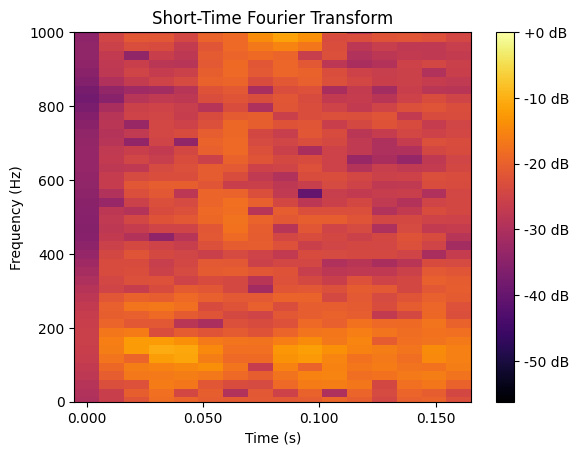 Short-Time Fourier Transform
1000
800
600
400
200
0
Frequency (Hz)
0.000
0.050
0.100
0.150
Time (s)
+0 dB
-10 dB
-20 dB
-30 dB
-40 dB
-50 dB